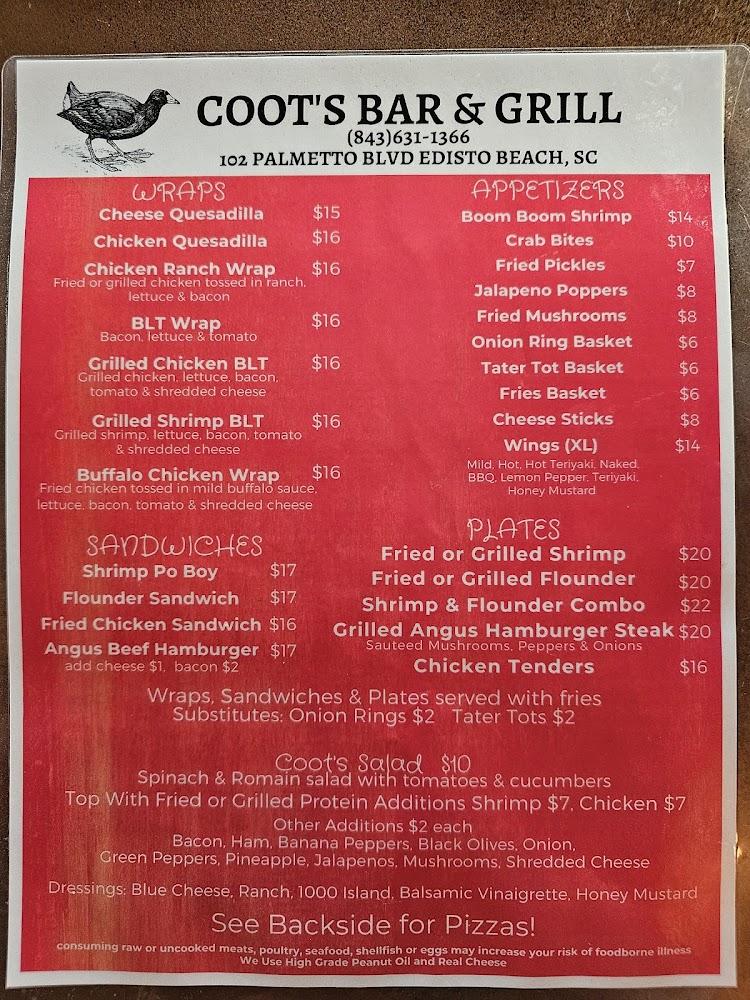 COOT'S BAR & GRILL
(843)631-1366
102 PALMETTO BLVD EDISTO BEACH, SC
WRAPS
Cheese Quesadilla $15
Chicken Quesadilla $16
Chicken Ranch Wrap $16
Fried or grilled chicken tossed in ranch,
lettuce & bacon
BLT Wrap $16
Bacon, lettuce & tomato
Grilled Chicken BLT $16
Grilled chicken, lettuce, bacon,
tomato & shredded cheese
Grilled Shrimp BLT $16
Grilled shrimp, lettuce, bacon, tomato
& shredded cheese
Buffalo Chicken Wrap $16
Fried chicken tossed in mild buffalo sauce,
lettuce, bacon, tomato & shredded cheese
SANDWICHES
Shrimp Po Boy $17
Flounder Sandwich $17
Fried Chicken Sandwich $16
Angus Beef Hamburger $17
add cheese $1, bacon $2
APPETIZERS
Boom Boom Shrimp $14
Crab Bites $10
Fried Pickles $7
Jalapeno Poppers $8
Fried Mushrooms $8
Onion Ring Basket $6
Tater Tot Basket $6
Fries Basket $6
Cheese Sticks $8
Wings (XL) $14
Mild, Hot, Hot Teriyaki, Naked,
BBQ, Lemon Pepper, Teriyaki,
Honey Mustard
PLATES
Fried or Grilled Shrimp $20
Fried or Grilled Flounder $20
Shrimp & Flounder Combo $22
Grilled Angus Hamburger Steak $20
Sauteed Mushrooms, Peppers & Onions
Chicken Tenders $16
Wraps, Sandwiches & Plates served with fries
Substitutes: Onion Rings $2 Tater Tots $2
Coot's Salad $10
Spinach & Romain salad with tomatoes & cucumbers
Top With Fried or Grilled Protein Additions Shrimp $7, Chicken $7
Other Additions $2 each
Bacon, Ham, Banana Peppers, Black Olives, Onion,
Green Peppers, Pineapple, Jalapenos, Mushrooms, Shredded Cheese
Dressings: Blue Cheese, Ranch, 1000 Island, Balsamic Vinaigrette, Honey Mustard
See Backside for Pizzas!
consuming raw or uncooked meats, poultry, seafood, shellfish or eggs may increase your risk of foodborne illness
We Use High Grade Peanut Oil and Real Cheese